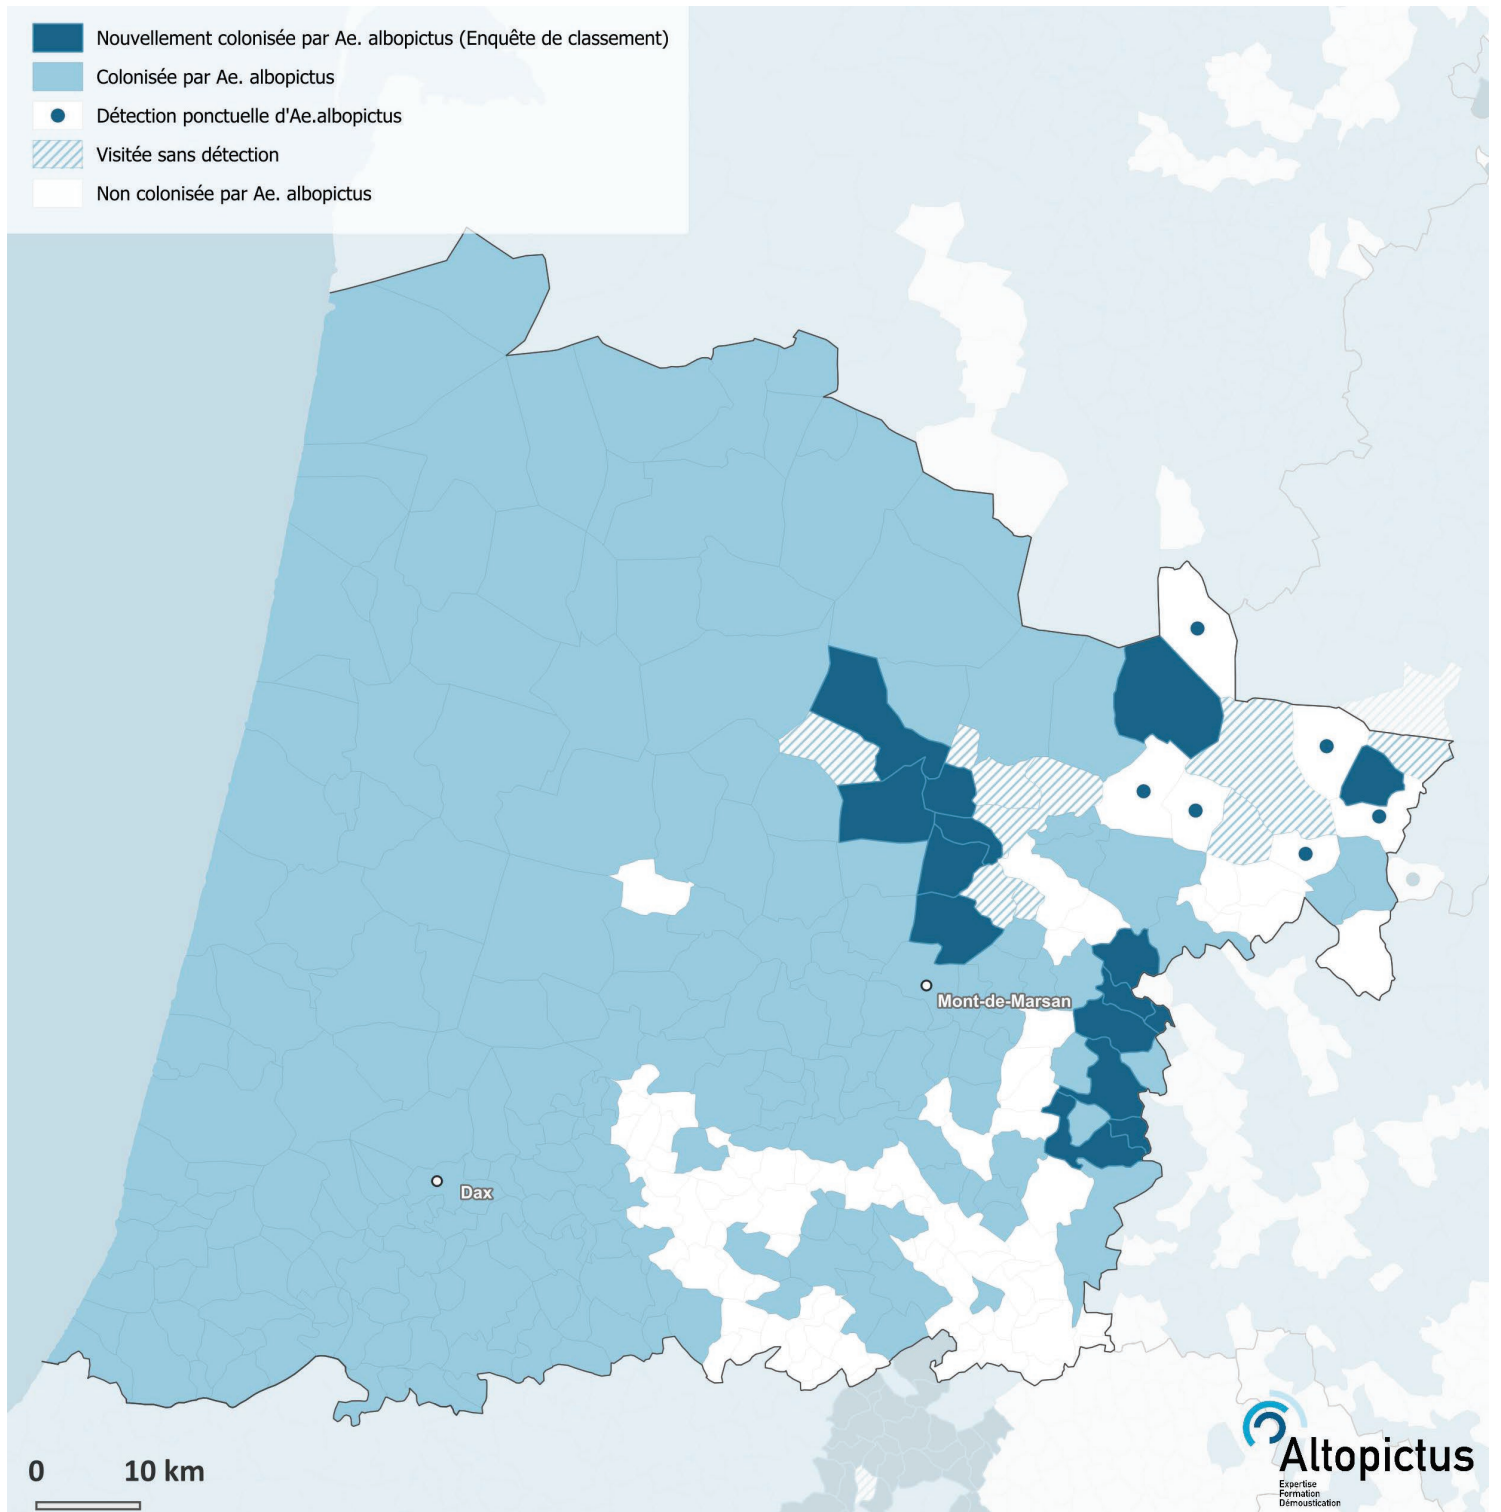 Nouvellement colonisée par Ae. albopictus (Enquête de classement)
Colonisée par Ae. albopictus
Détection ponctuelle d'Ae.albopictus
Visitée sans détection
Non colonisée par Ae. albopictus
Mont-de-Marsan
Dax
0 10 km
Altopictus
Expertise
Formation
Démoustication